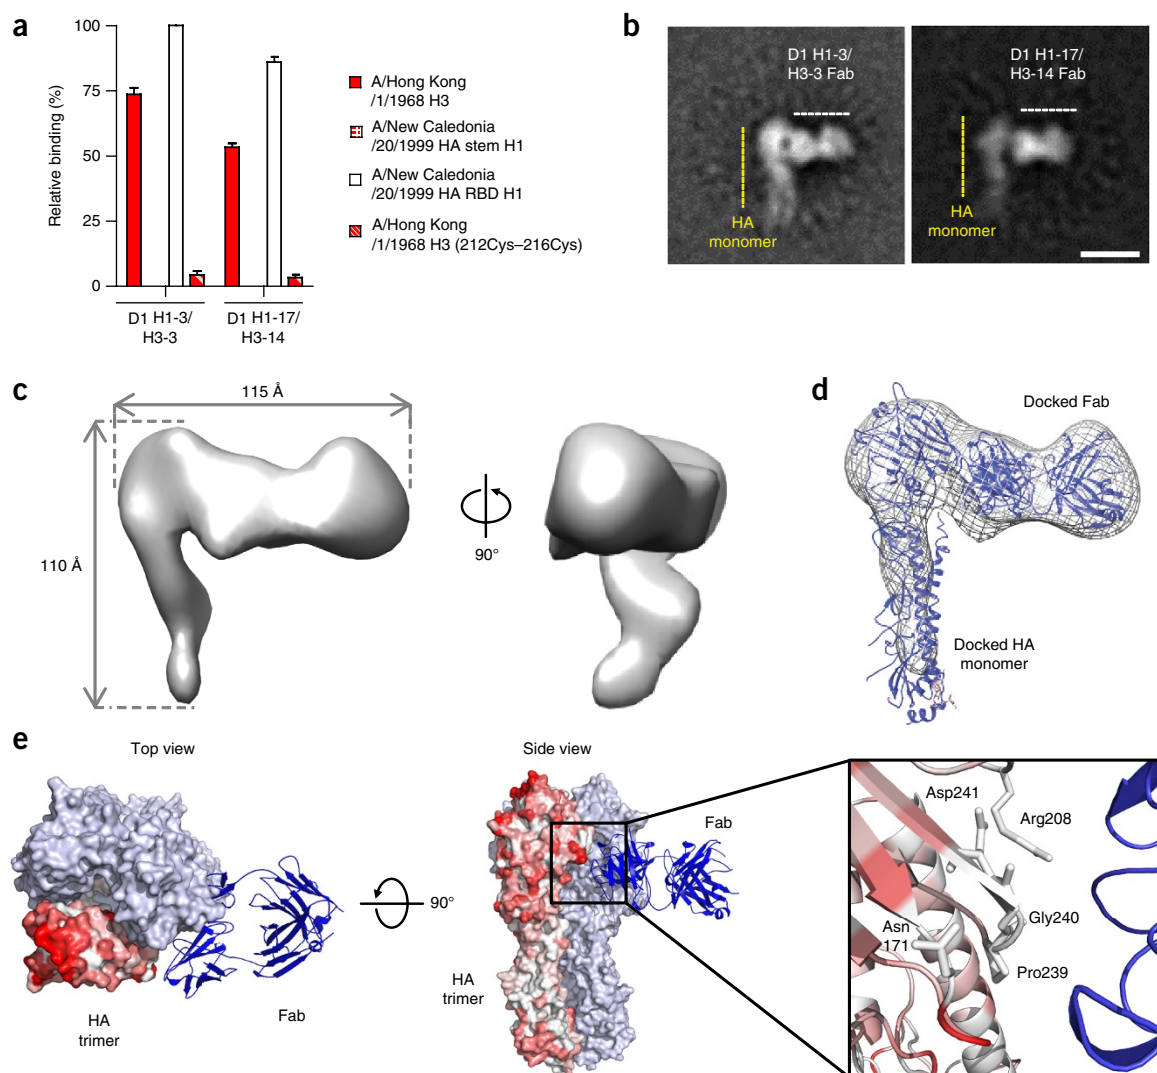 a
Relative binding (%)
100
75
50
25
0
D1 H1-3/
H3-3
D1 H1-17/
H3-14
A/Hong Kong
/1/1968 H3
A/New Caledonia
/20/1999 HA stem H1
A/New Caledonia
/20/1999 HA RBD H1
A/Hong Kong
/1/1968 H3 (212Cys–216Cys)
b
D1 H1-3/
H3-3 Fab
HA
monomer
D1 H1-17/
H3-14 Fab
HA
monomer
c
115 Å
110 Å
90°
d
Docked Fab
Docked HA
monomer
e
Top view
HA
trimer
Fab
90°
Side view
Fab
HA
trimer
Asp241
Arg208
Asn
171
Gly240
Pro239